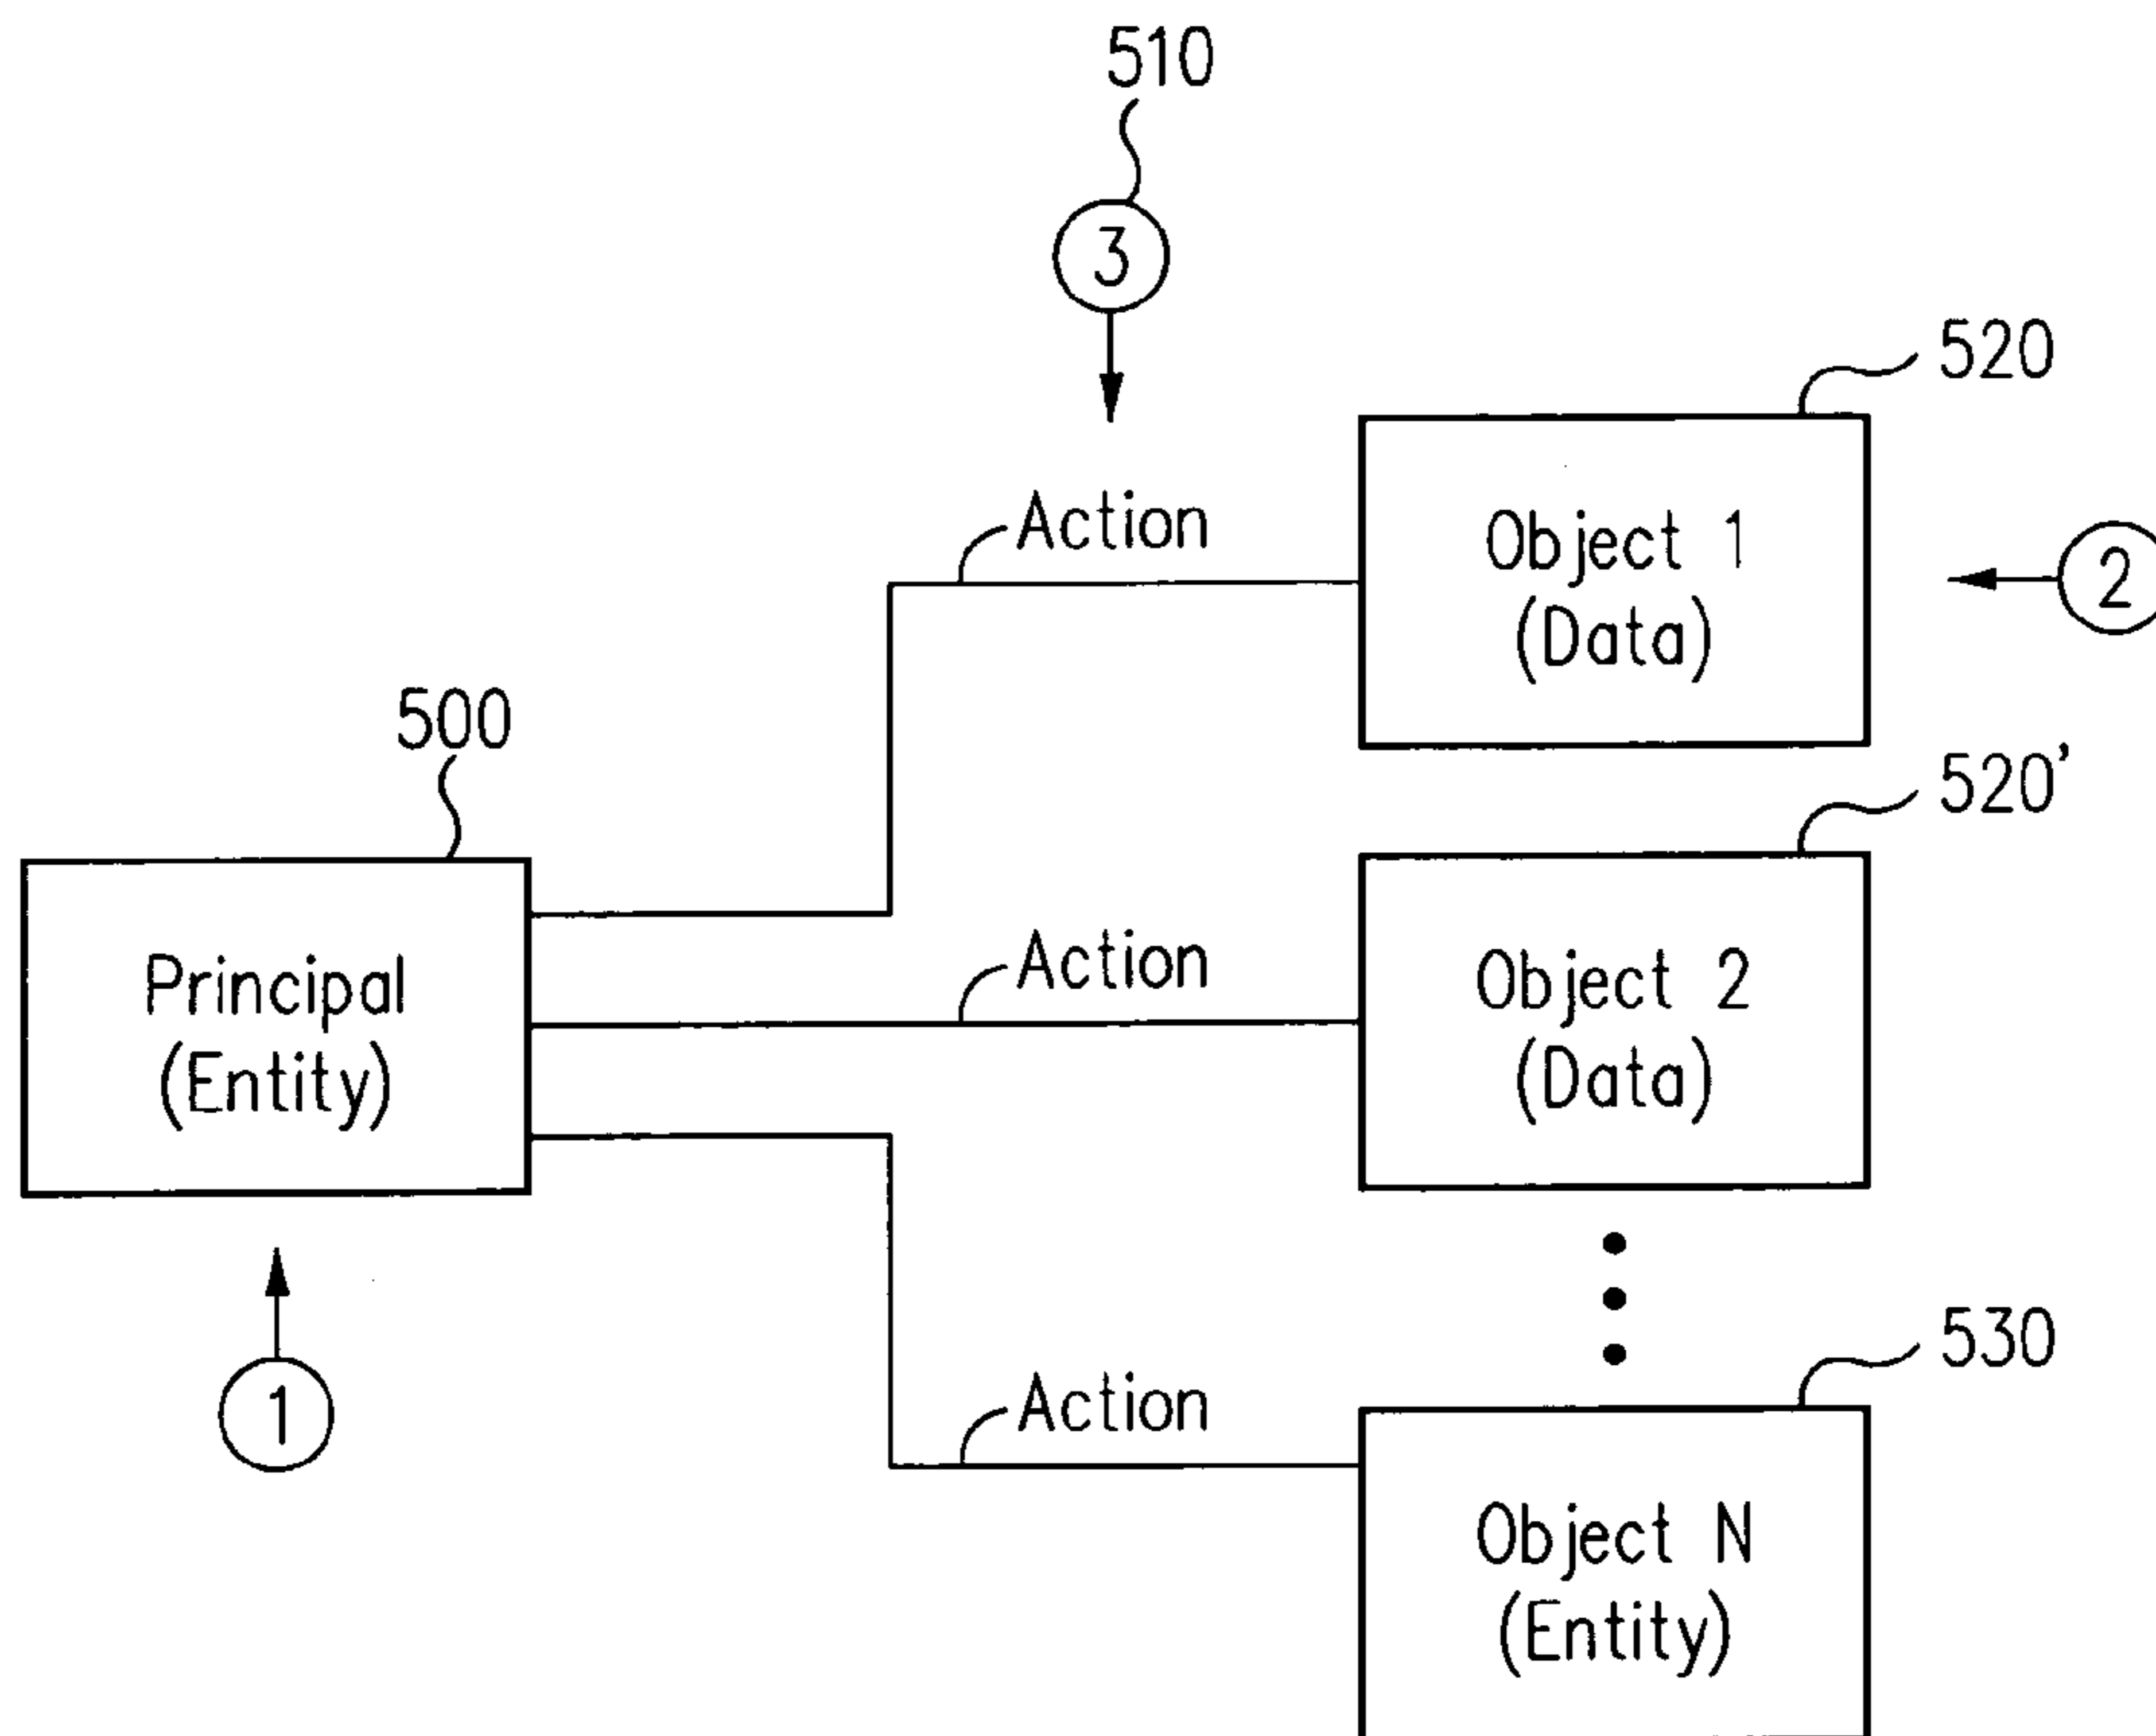 510
3
520
Action
Object 1
(Data)
2
500
520'
Principal
(Entity)
Action
Object 2
(Data)
530
1
Action
Object N
(Entity)